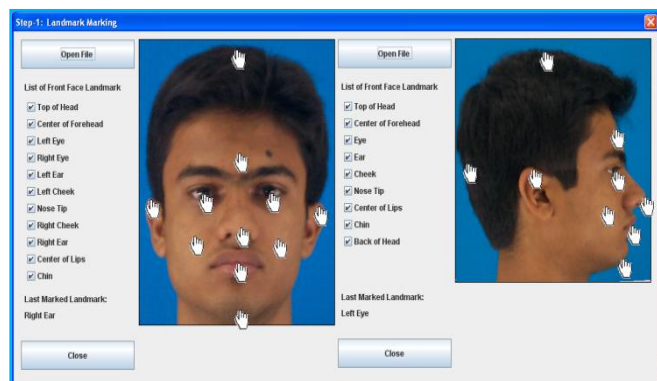 Step-1: Landmark Marking
Open File
List of Front Face Landmark
Top of Head
Center of Forehead
Left Eye
Right Eye
Left Ear
Left Cheek
Nose Tip
Right Cheek
Right Ear
Center of Lips
Chin
Last Marked Landmark:
Right Ear
Close
Open File
List of Front Face Landmark
Top of Head
Center of Forehead
Eye
Ear
Cheek
Nose Tip
Center of Lips
Chin
Back of Head
Last Marked Landmark:
Left Eye
Close